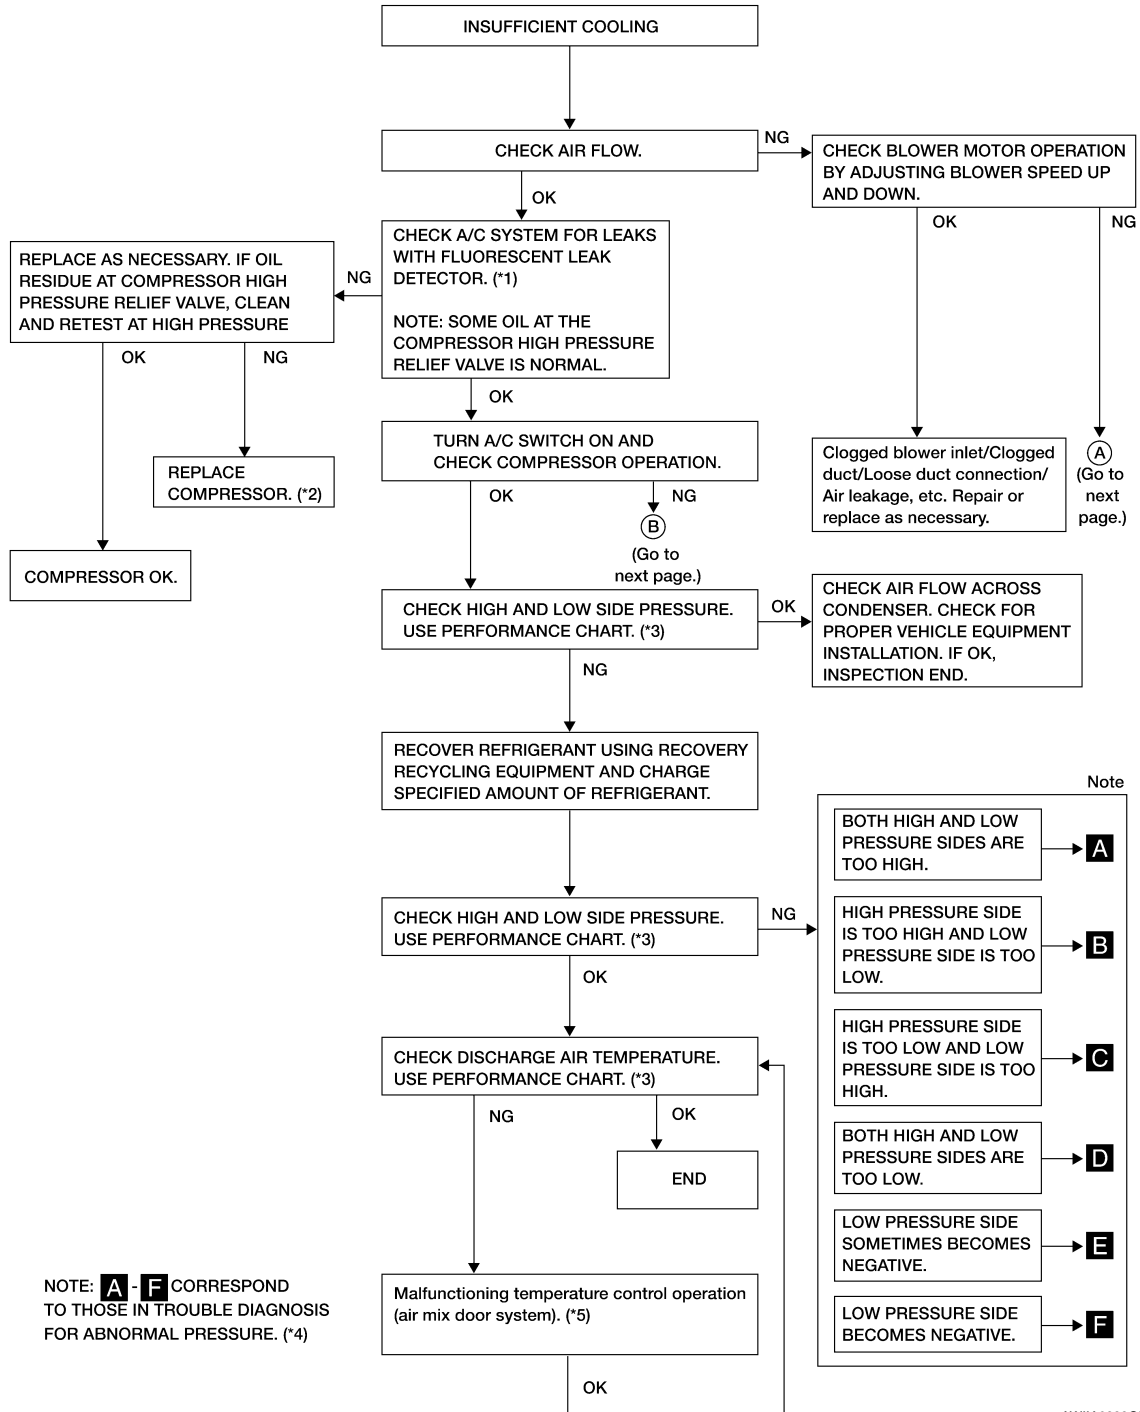 INSUFFICIENT COOLING
CHECK AIR FLOW.
NG
CHECK BLOWER MOTOR OPERATION
BY ADJUSTING BLOWER SPEED UP
AND DOWN.
OK
OK
NG
CHECK A/C SYSTEM FOR LEAKS
WITH FLUORESCENT LEAK
DETECTOR. (*1)
NOTE: SOME OIL AT THE
COMPRESSOR HIGH PRESSURE
RELIEF VALVE IS NORMAL.
NG
REPLACE AS NECESSARY. IF OIL
RESIDUE AT COMPRESSOR HIGH
PRESSURE RELIEF VALVE, CLEAN
AND RETEST AT HIGH PRESSURE
OK
NG
REPLACE
COMPRESSOR. (*2)
COMPRESSOR OK.
OK
TURN A/C SWITCH ON AND
CHECK COMPRESSOR OPERATION.
OK
NG
B
(Go to
next page.)
Clogged blower inlet/Clogged
duct/Loose duct connection/
Air leakage, etc. Repair or
replace as necessary.
A
(Go to
next
page.)
CHECK HIGH AND LOW SIDE PRESSURE.
USE PERFORMANCE CHART. (*3)
OK
CHECK AIR FLOW ACROSS
CONDENSER. CHECK FOR
PROPER VEHICLE EQUIPMENT
INSTALLATION. IF OK,
INSPECTION END.
NG
RECOVER REFRIGERANT USING RECOVERY
RECYCLING EQUIPMENT AND CHARGE
SPECIFIED AMOUNT OF REFRIGERANT.
CHECK HIGH AND LOW SIDE PRESSURE.
USE PERFORMANCE CHART. (*3)
NG
OK
Note
BOTH HIGH AND LOW
PRESSURE SIDES ARE
TOO HIGH.
A
HIGH PRESSURE SIDE
IS TOO HIGH AND LOW
PRESSURE SIDE IS TOO
LOW.
B
HIGH PRESSURE SIDE
IS TOO LOW AND LOW
PRESSURE SIDE IS TOO
HIGH.
C
BOTH HIGH AND LOW
PRESSURE SIDES ARE
TOO LOW.
D
LOW PRESSURE SIDE
SOMETIMES BECOMES
NEGATIVE.
E
LOW PRESSURE SIDE
BECOMES NEGATIVE.
F
CHECK DISCHARGE AIR TEMPERATURE.
USE PERFORMANCE CHART. (*3)
NG
OK
END
Malfunctioning temperature control operation
(air mix door system). (*5)
OK
NOTE: A - F CORRESPOND
TO THOSE IN TROUBLE DIAGNOSIS
FOR ABNORMAL PRESSURE. (*4)